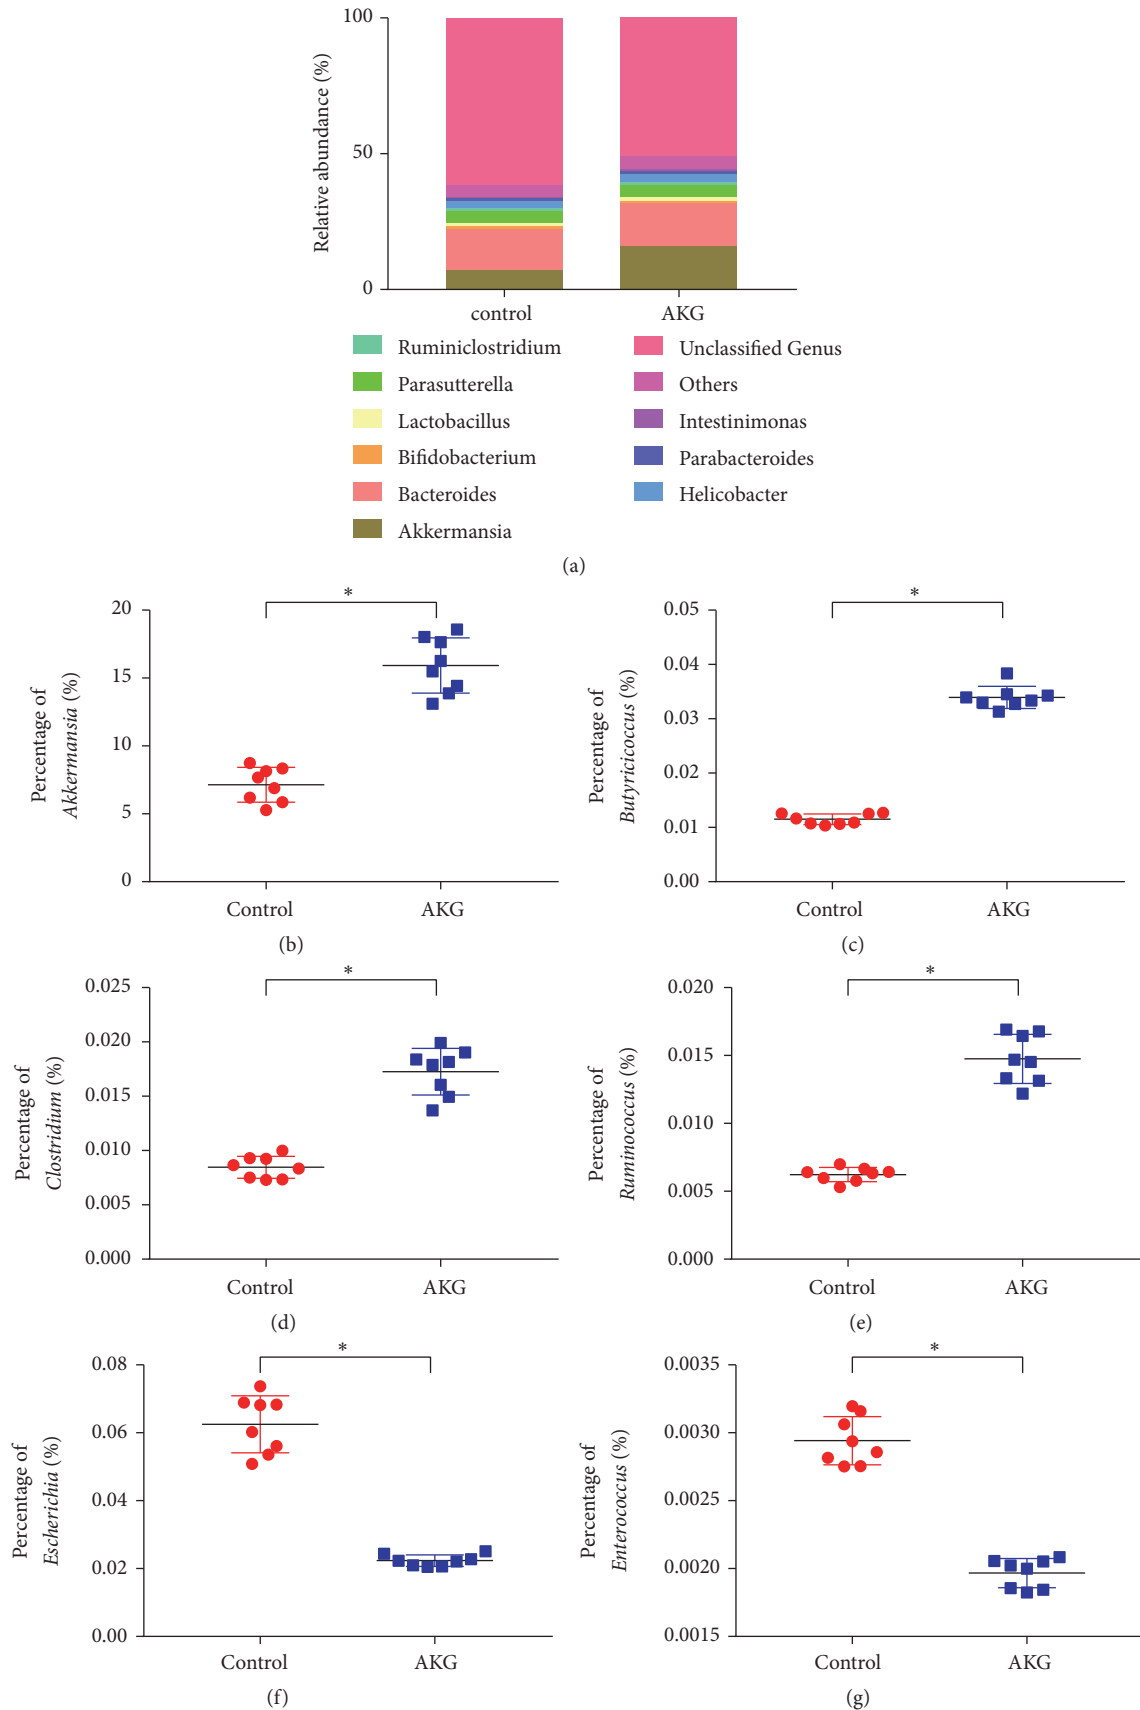 100
50
0
Relative abundance (%)
control
AKG
Ruminiclostridium
Parasutterella
Lactobacillus
Bifidobacterium
Bacteroides
Akkermansia
Unclassified Genus
Others
Intestinimonas
Parabacteroides
Helicobacter
(a)
*
20
15
10
5
0
Percentage of
Akkermansia (%)
Control
AKG
(b)
*
0.05
0.04
0.03
0.02
0.01
0.00
Percentage of
Butyricicoccus (%)
Control
AKG
(c)
*
0.025
0.020
0.015
0.010
0.005
0.000
Percentage of
Clostridium (%)
Control
AKG
(d)
*
0.020
0.015
0.010
0.005
0.000
Percentage of
Ruminococcus (%)
Control
AKG
(e)
*
0.08
0.06
0.04
0.02
0.00
Percentage of
Escherichia (%)
Control
AKG
(f)
*
0.0035
0.0030
0.0025
0.0020
0.0015
Percentage of
Enterococcus (%)
Control
AKG
(g)